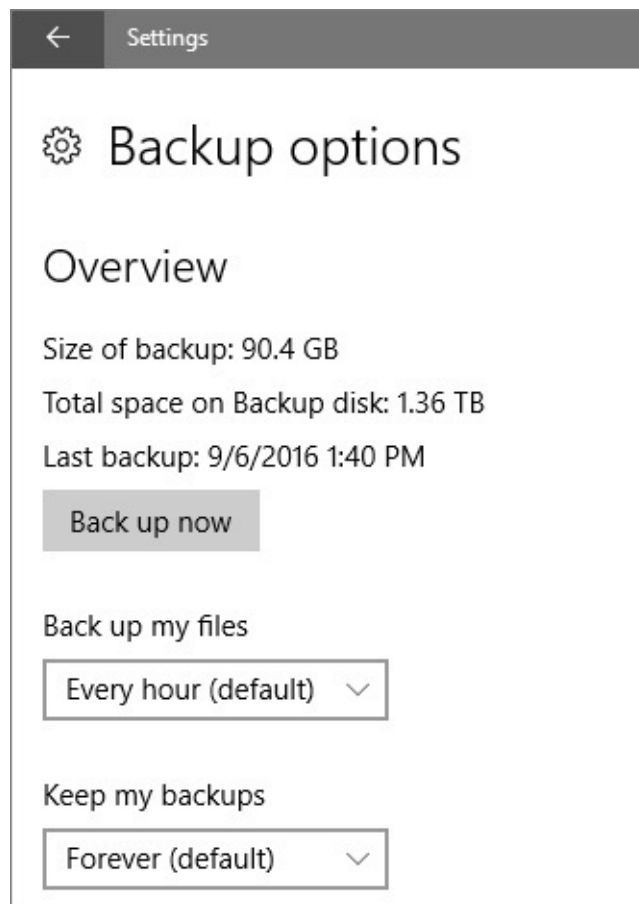 Settings
Backup options
Overview
Size of backup: 90.4 GB
Total space on Backup disk: 1.36 TB
Last backup: 9/6/2016 1:40 PM
Back up now
Back up my files
Every hour (default)
Keep my backups
Forever (default)